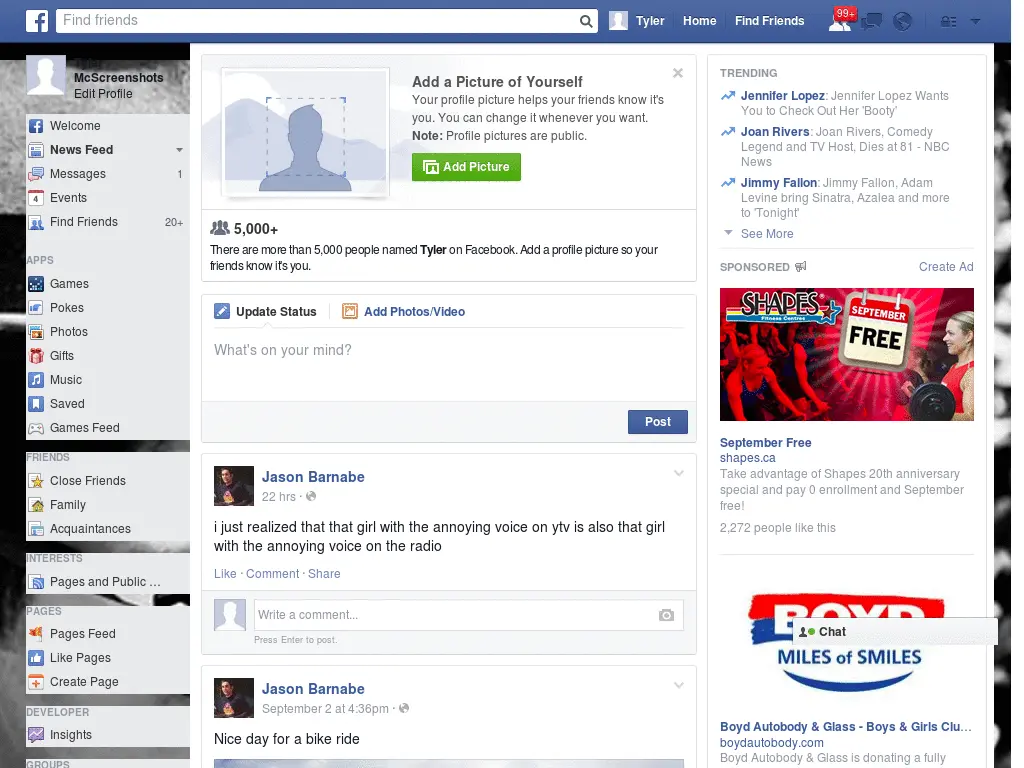 Find friends
Tyler Home Find Friends
99+
Tyler
McScreenshots
Edit Profile
Welcome
News Feed
Messages 1
Events
Find Friends 20+
APPS
Games
Pokes
Photos
Gifts
Music
Saved
Games Feed
FRIENDS
Close Friends
Family
Acquaintances
INTERESTS
Pages and Public ...
PAGES
Pages Feed
Like Pages
Create Page
DEVELOPER
Insights
GROUPS
Add a Picture of Yourself
Your profile picture helps your friends know it's
you. You can change it whenever you want.
Note: Profile pictures are public.
Add Picture
5,000+
There are more than 5,000 people named Tyler on Facebook. Add a profile picture so your
friends know it's you.
Update Status Add Photos/Video
What's on your mind?
Post
Jason Barnabe
22 hrs ·
i just realized that that girl with the annoying voice on ytv is also that girl
with the annoying voice on the radio
Like · Comment · Share
Write a comment...
Press Enter to post.
Jason Barnabe
September 2 at 4:36pm ·
Nice day for a bike ride
TRENDING
Jennifer Lopez: Jennifer Lopez Wants
You to Check Out Her 'Booty'
Joan Rivers: Joan Rivers, Comedy
Legend and TV Host, Dies at 81 - NBC
News
Jimmy Fallon: Jimmy Fallon, Adam
Levine bring Sinatra, Azalea and more
to 'Tonight'
See More
SPONSORED Create Ad
SHAPES
Fitness Centres
SEPTEMBER
FREE
September Free
shapes.ca
Take advantage of Shapes 20th anniversary
special and pay 0 enrollment and September
free!
2,272 people like this
BOYD
Chat
MILES of SMILES
Boyd Autobody & Glass - Boys & Girls Clu...
boydautobody.com
Boyd Autobody & Glass is donating a fully